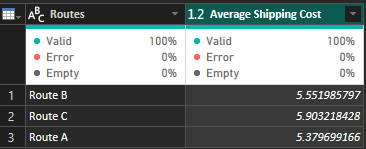 ABC Routes 1.2 Average Shipping Cost
Valid 100% Valid 100%
Error 0% Error 0%
Empty 0% Empty 0%
1 Route B 5.551985797
2 Route C 5.903218428
3 Route A 5.379699166